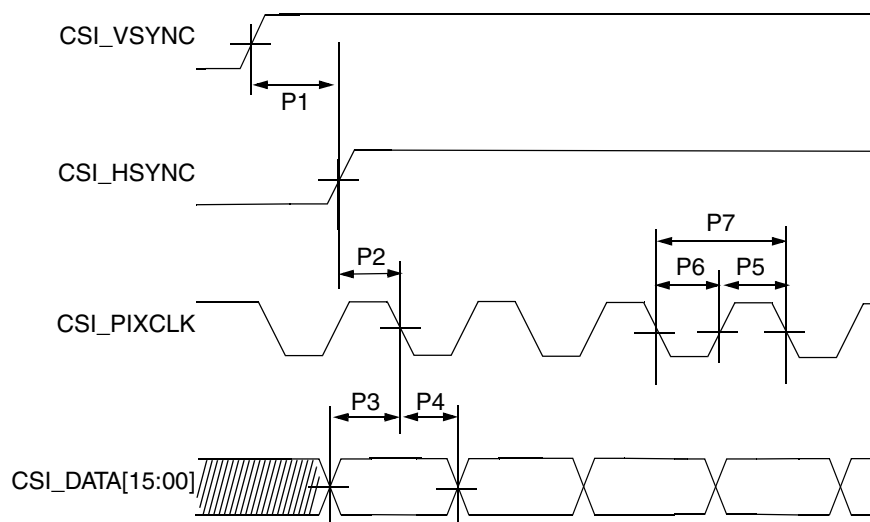 CSI_VSYNC
P1
CSI_HSYNC
P7
P2
P6
P5
CSI_PIXCLK
P3
P4
CSI_DATA[15:00]